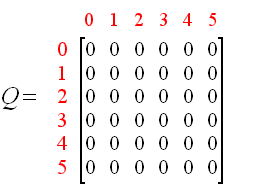 0 1 2 3 4 5
0 0 0 0 0 0 0
1 0 0 0 0 0 0
Q = 2 0 0 0 0 0 0
3 0 0 0 0 0 0
4 0 0 0 0 0 0
5 0 0 0 0 0 0